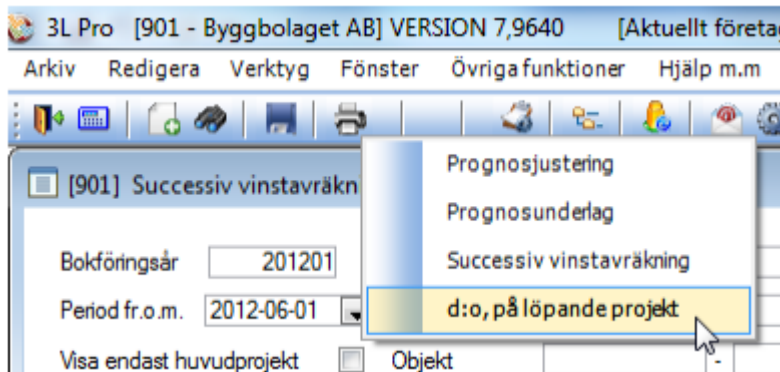 3L Pro [901 - Byggbolaget AB] VERSION 7,9640 [Aktuellt företag
Arkiv Redigera Verktyg Fönster Övriga funktioner Hjälp m.m
[901] Successiv vinstavräkn
Prognosjustering
Prognosunderlag
Successiv vinstavräkning
d:o, på löpande projekt
Bokföringsår 201201
Period fr.o.m. 2012-06-01
Visa endast huvudprojekt Objekt -